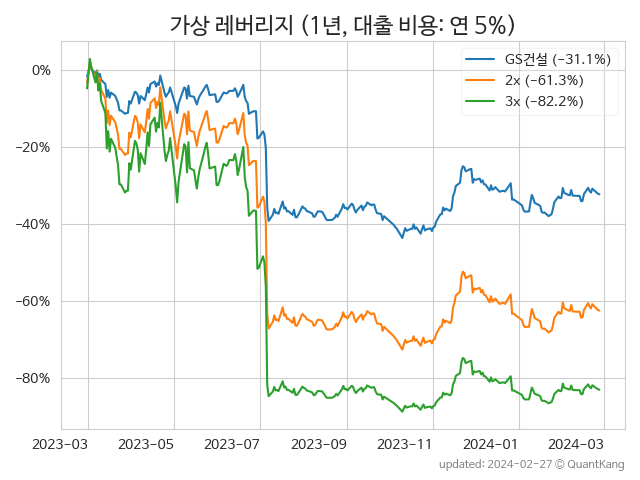 가상 레버리지 (1년, 대출 비용: 연 5%)
GS건설 (−31.1%)
2x (−61.3%)
3x (−82.2%)
0%
−20%
−40%
−60%
−80%
2023-03 2023-05 2023-07 2023-09 2023-11 2024-01 2024-03
updated: 2024-02-27 © QuantKang